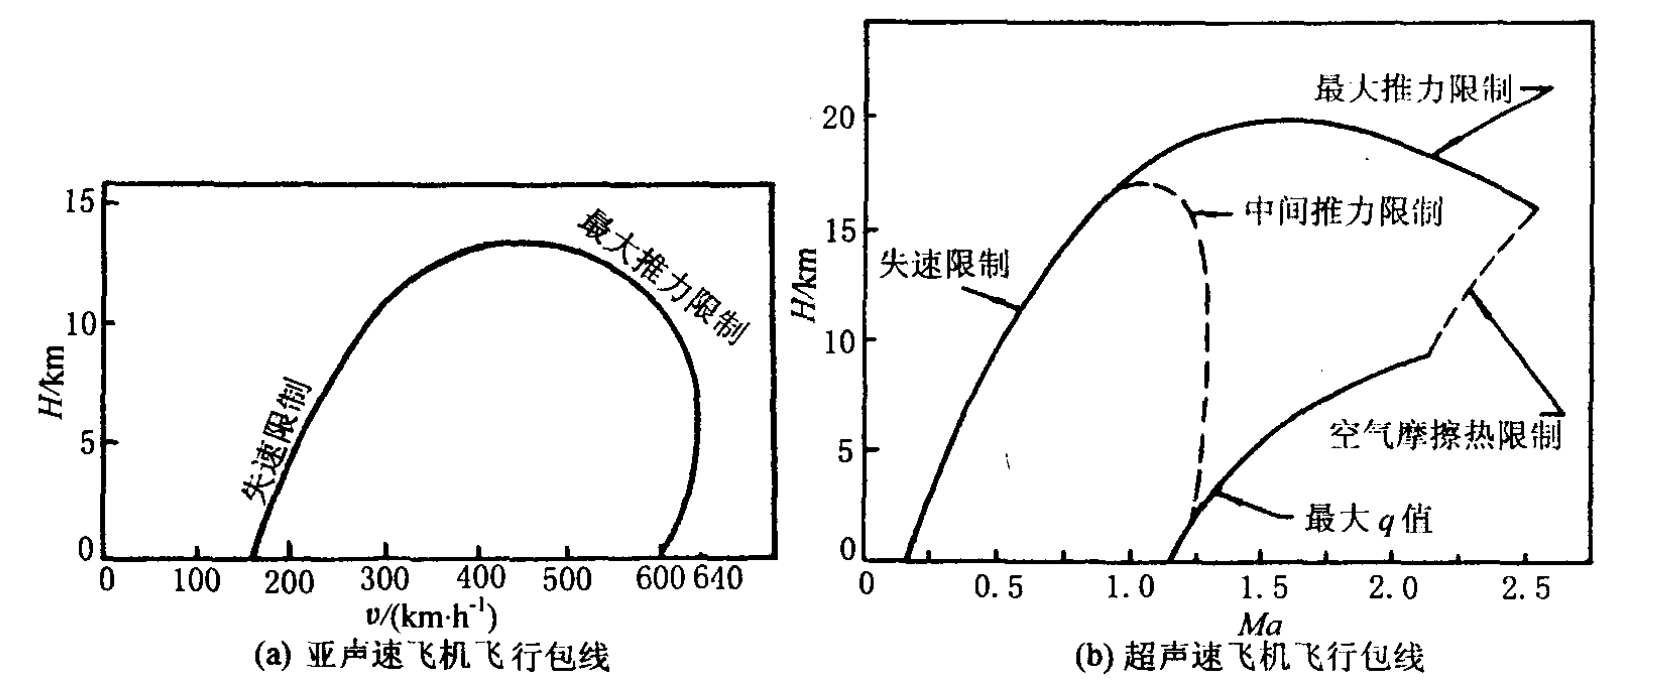 15
10
5
0
H/km
失速限制
最大推力限制
0 100 200 300 400 500 600 640
v/(km·h⁻¹)
(a) 亚声速飞机飞行包线
20
15
10
5
0
H/km
最大推力限制
中间推力限制
失速限制
空气摩擦热限制
最大 q 值
0 0.5 1.0 1.5 2.0 2.5
Ma
(b) 超声速飞机飞行包线